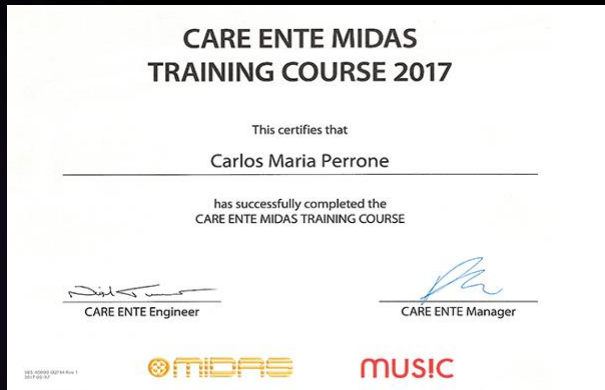 CARE ENTE MIDAS
TRAINING COURSE 2017
This certifies that
Carlos Maria Perrone
has successfully completed the
CARE ENTE MIDAS TRAINING COURSE
CARE ENTE Engineer
CARE ENTE Manager
MIDAS
MUS!C